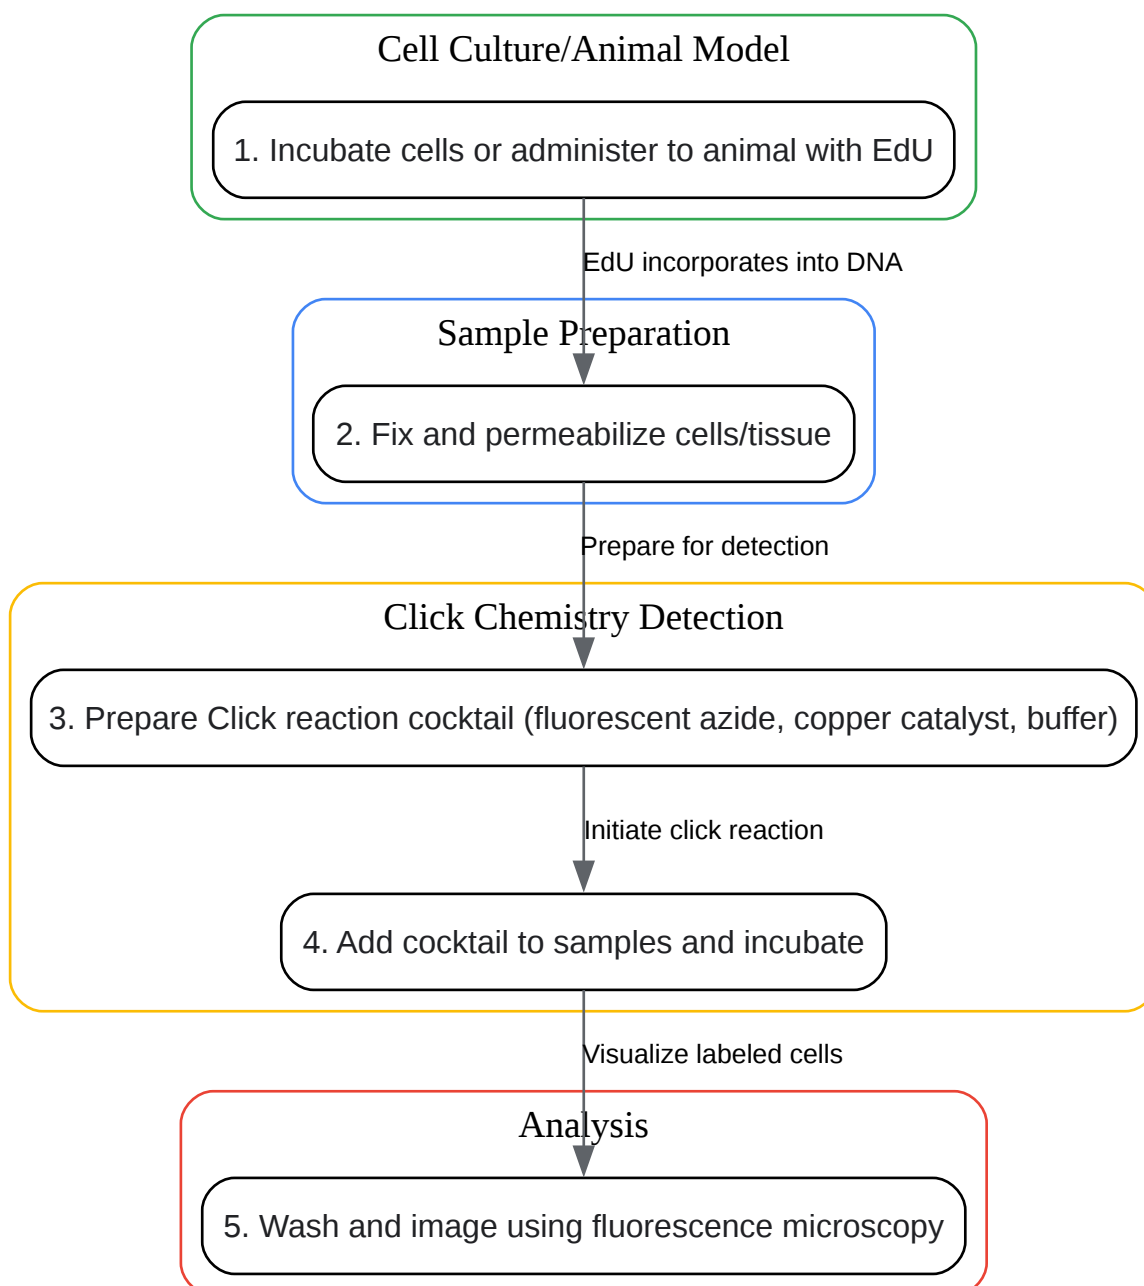 Cell Culture/Animal Model
1. Incubate cells or administer to animal with EdU
EdU incorporates into DNA
Sample Preparation
2. Fix and permeabilize cells/tissue
Prepare for detection
Click Chemistry Detection
3. Prepare Click reaction cocktail (fluorescent azide, copper catalyst, buffer)
Initiate click reaction
4. Add cocktail to samples and incubate
Visualize labeled cells
Analysis
5. Wash and image using fluorescence microscopy